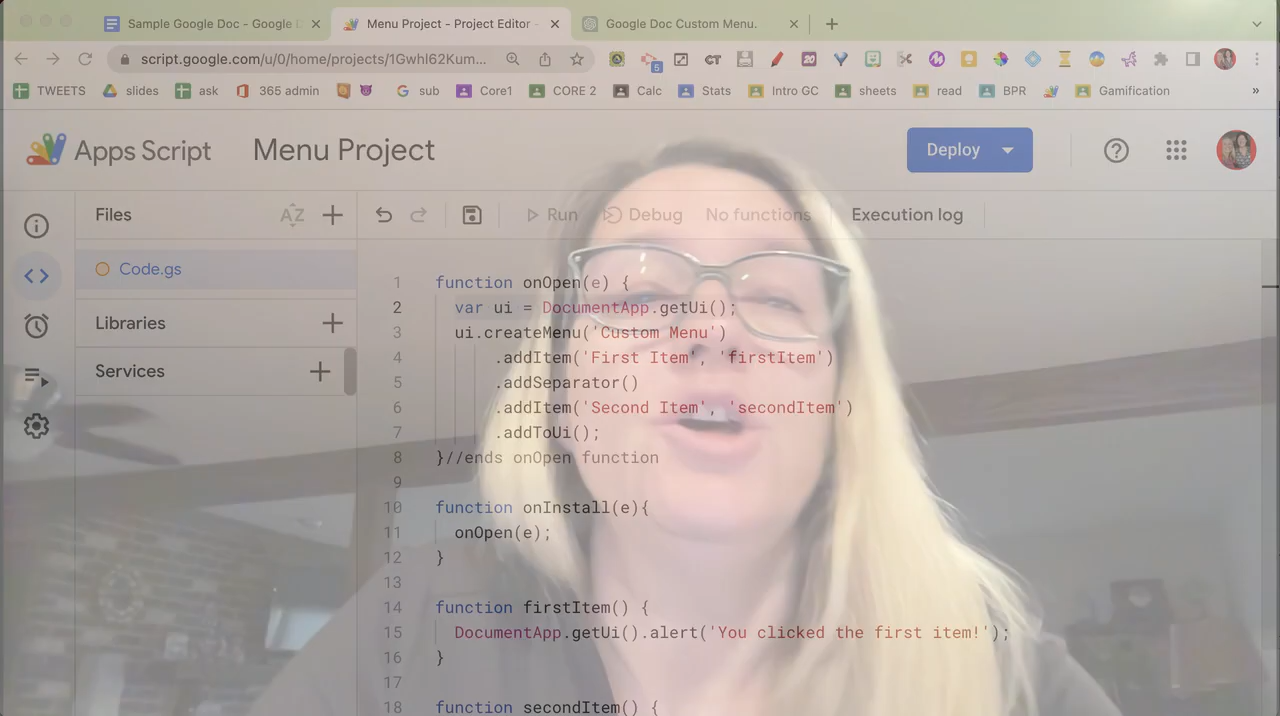 Sample Google Doc - Google D
Menu Project - Project Editor -
Google Doc Custom Menu.
script.google.com/u/0/home/projects/1Gwhl62Kum...
5
CT
20
TWEETS
slides
ask
365 admin
sub
Core1
CORE 2
Calc
Stats
Intro GC
sheets
read
BPR
Gamification
»
Apps Script
Menu Project
Deploy
Files
AZ
Run
Debug
No functions
Execution log
Code.gs
Libraries
Services
1 function onOpen(e) {
2 var ui = DocumentApp.getUi();
3 ui.createMenu('Custom Menu')
4 .addItem('First Item', 'firstItem')
5 .addSeparator()
6 .addItem('Second Item', 'secondItem')
7 .addToUi();
8 }//ends onOpen function
9
10 function onInstall(e){
11 onOpen(e);
12 }
13
14 function firstItem() {
15 DocumentApp.getUi().alert('You clicked the first item!');
16 }
17
18 function secondItem() {